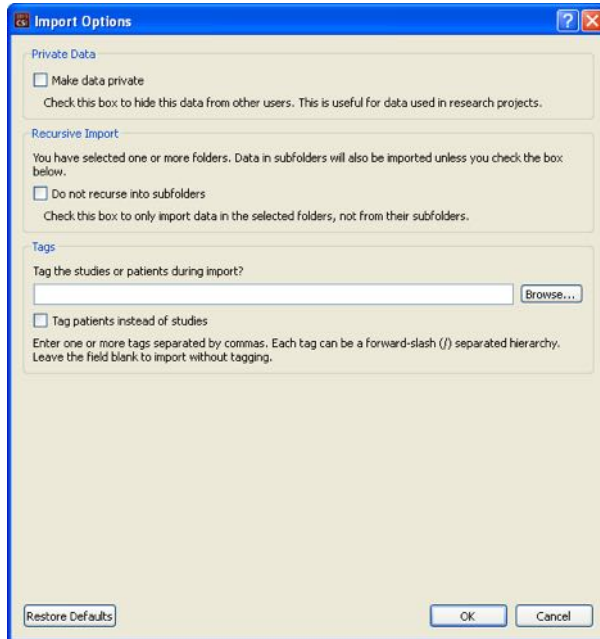 Import Options
Private Data
Make data private
Check this box to hide this data from other users. This is useful for data used in research projects.
Recursive Import
You have selected one or more folders. Data in subfolders will also be imported unless you check the box
below.
Do not recurse into subfolders
Check this box to only import data in the selected folders, not from their subfolders.
Tags
Tag the studies or patients during import?
Browse...
Tag patients instead of studies
Enter one or more tags separated by commas. Each tag can be a forward-slash (/) separated hierarchy.
Leave the field blank to import without tagging.
Restore Defaults
OK
Cancel